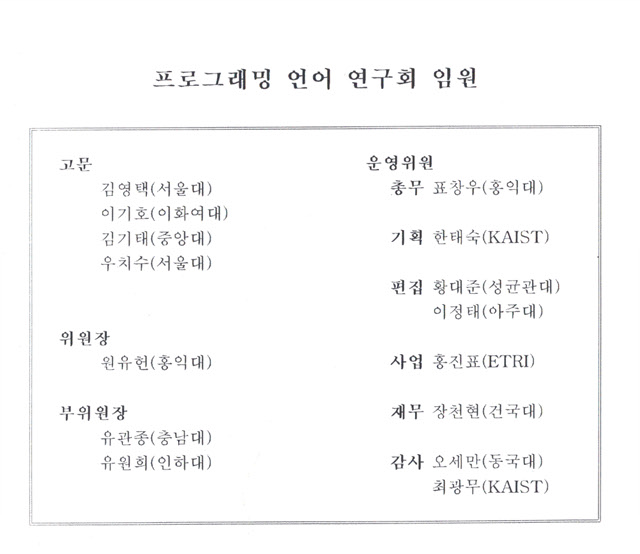 프로그래밍 언어 연구회 임원
고문
김영택(서울대)
이기호(이화여대)
김기태(중앙대)
우치수(서울대)
위원장
원유헌(홍익대)
부위원장
유관종(충남대)
유원희(인하대)
운영위원
총무 표창우(홍익대)
기획 한태숙(KAIST)
편집 황대준(성균관대)
이정태(아주대)
사업 홍진표(ETRI)
재무 장천현(건국대)
감사 오세만(동국대)
최광무(KAIST)